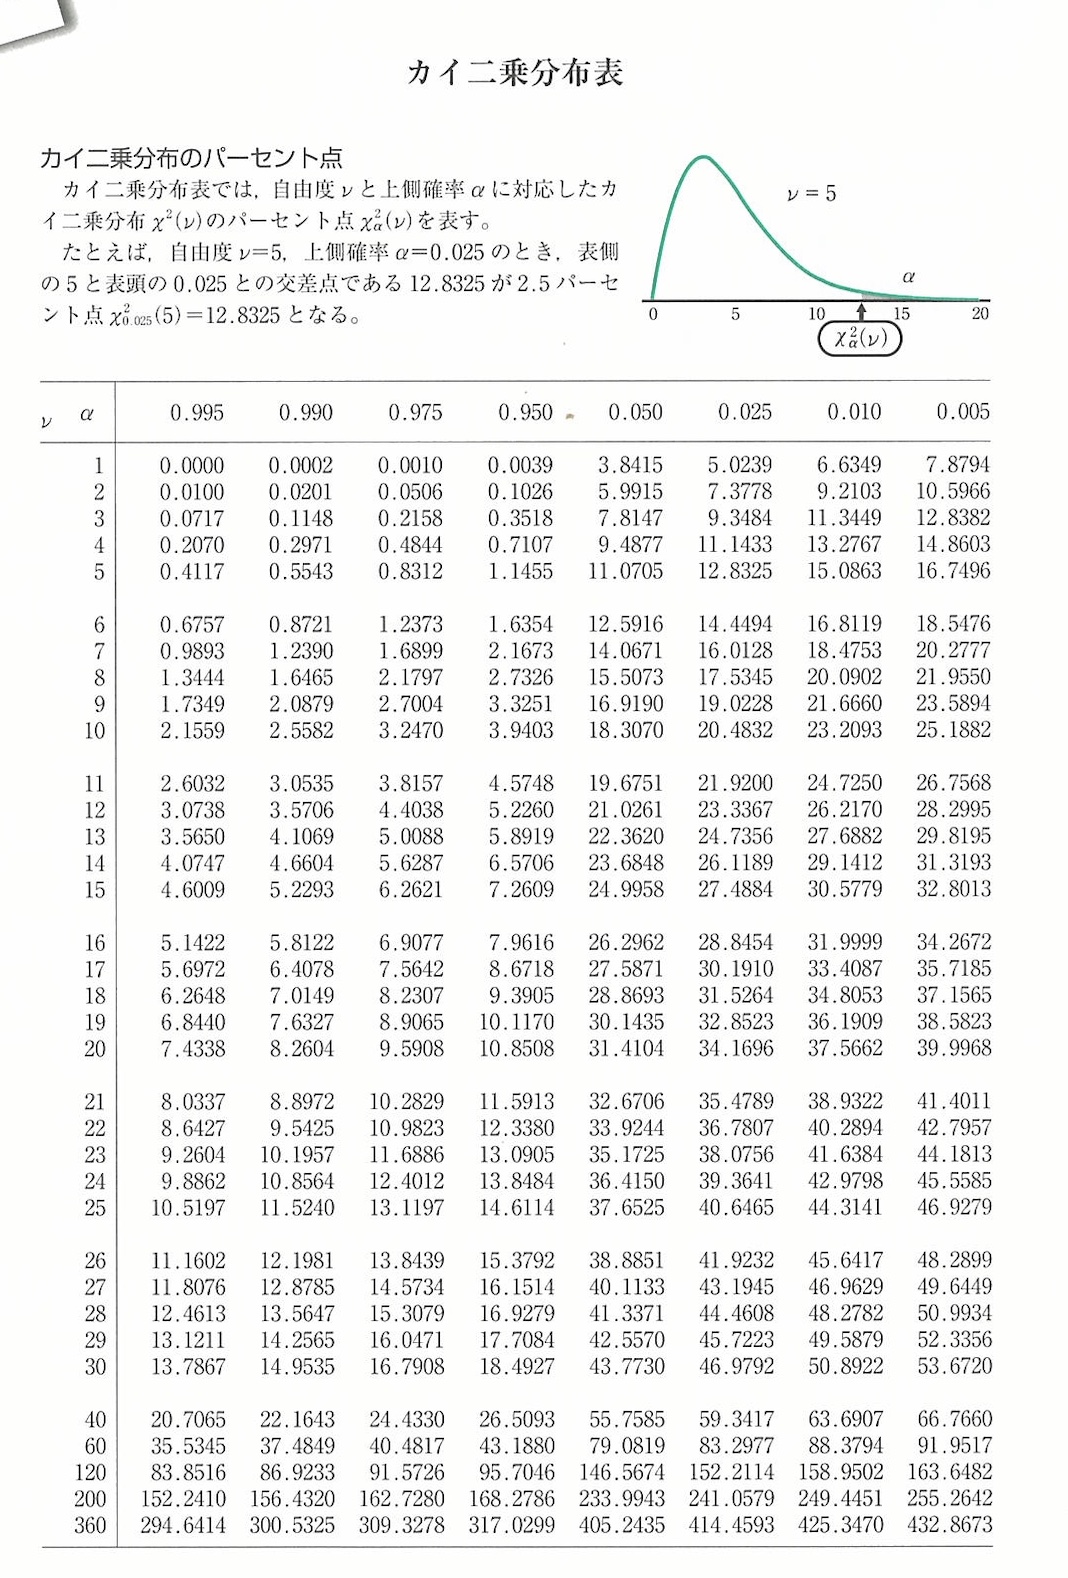 カイ二乗分布表
カイ二乗分布のパーセント点
カイ二乗分布表では，自由度 ν と上側確率 α に対応したカ
イ二乗分布 χ²(ν) のパーセント点 χ²α(ν) を表す。
たとえば，自由度 ν=5，上側確率 α=0.025 のとき，表側
の 5 と表頭の 0.025 との交差点である 12.8325 が 2.5 パーセ
ント点 χ²0.025(5)=12.8325 となる。
ν = 5
α
0 5 10 15 20
χ²α(ν)
ν α 0.995 0.990 0.975 0.950 0.050 0.025 0.010 0.005
1 0.0000 0.0002 0.0010 0.0039 3.8415 5.0239 6.6349 7.8794
2 0.0100 0.0201 0.0506 0.1026 5.9915 7.3778 9.2103 10.5966
3 0.0717 0.1148 0.2158 0.3518 7.8147 9.3484 11.3449 12.8382
4 0.2070 0.2971 0.4844 0.7107 9.4877 11.1433 13.2767 14.8603
5 0.4117 0.5543 0.8312 1.1455 11.0705 12.8325 15.0863 16.7496
6 0.6757 0.8721 1.2373 1.6354 12.5916 14.4494 16.8119 18.5476
7 0.9893 1.2390 1.6899 2.1673 14.0671 16.0128 18.4753 20.2777
8 1.3444 1.6465 2.1797 2.7326 15.5073 17.5345 20.0902 21.9550
9 1.7349 2.0879 2.7004 3.3251 16.9190 19.0228 21.6660 23.5894
10 2.1559 2.5582 3.2470 3.9403 18.3070 20.4832 23.2093 25.1882
11 2.6032 3.0535 3.8157 4.5748 19.6751 21.9200 24.7250 26.7568
12 3.0738 3.5706 4.4038 5.2260 21.0261 23.3367 26.2170 28.2995
13 3.5650 4.1069 5.0088 5.8919 22.3620 24.7356 27.6882 29.8195
14 4.0747 4.6604 5.6287 6.5706 23.6848 26.1189 29.1412 31.3193
15 4.6009 5.2293 6.2621 7.2609 24.9958 27.4884 30.5779 32.8013
16 5.1422 5.8122 6.9077 7.9616 26.2962 28.8454 31.9999 34.2672
17 5.6972 6.4078 7.5642 8.6718 27.5871 30.1910 33.4087 35.7185
18 6.2648 7.0149 8.2307 9.3905 28.8693 31.5264 34.8053 37.1565
19 6.8440 7.6327 8.9065 10.1170 30.1435 32.8523 36.1909 38.5823
20 7.4338 8.2604 9.5908 10.8508 31.4104 34.1696 37.5662 39.9968
21 8.0337 8.8972 10.2829 11.5913 32.6706 35.4789 38.9322 41.4011
22 8.6427 9.5425 10.9823 12.3380 33.9244 36.7807 40.2894 42.7957
23 9.2604 10.1957 11.6886 13.0905 35.1725 38.0756 41.6384 44.1813
24 9.8862 10.8564 12.4012 13.8484 36.4150 39.3641 42.9798 45.5585
25 10.5197 11.5240 13.1197 14.6114 37.6525 40.6465 44.3141 46.9279
26 11.1602 12.1981 13.8439 15.3792 38.8851 41.9232 45.6417 48.2899
27 11.8076 12.8785 14.5734 16.1514 40.1133 43.1945 46.9629 49.6449
28 12.4613 13.5647 15.3079 16.9279 41.3371 44.4608 48.2782 50.9934
29 13.1211 14.2565 16.0471 17.7084 42.5570 45.7223 49.5879 52.3356
30 13.7867 14.9535 16.7908 18.4927 43.7730 46.9792 50.8922 53.6720
40 20.7065 22.1643 24.4330 26.5093 55.7585 59.3417 63.6907 66.7660
60 35.5345 37.4849 40.4817 43.1880 79.0819 83.2977 88.3794 91.9517
120 83.8516 86.9233 91.5726 95.7046 146.5674 152.2114 158.9502 163.6482
200 152.2410 156.4320 162.7280 168.2786 233.9943 241.0579 249.4451 255.2642
360 294.6414 300.5325 309.3278 317.0299 405.2435 414.4593 425.3470 432.8673